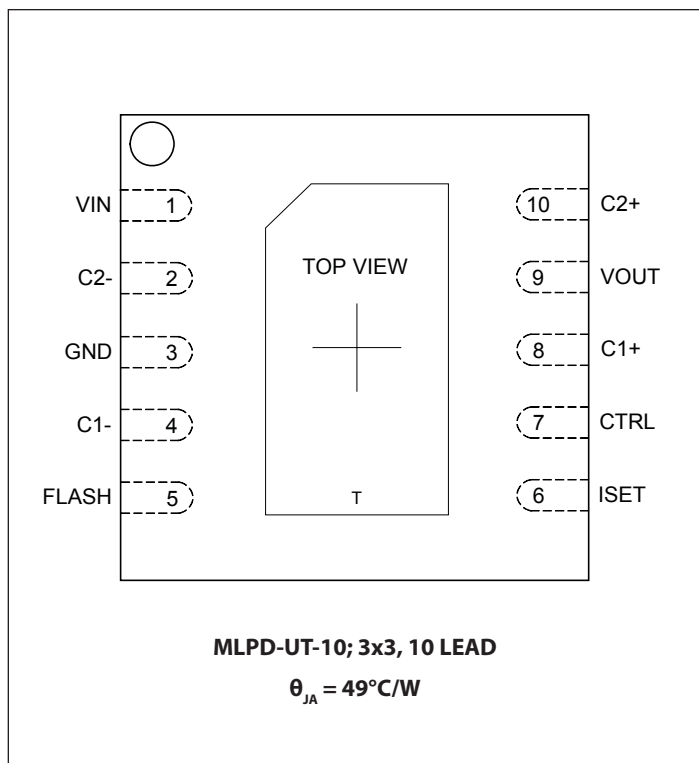 VIN 1
C2- 2
GND 3
C1- 4
FLASH 5
TOP VIEW
T
10 C2+
9 VOUT
8 C1+
7 CTRL
6 ISET
MLPD-UT-10; 3x3, 10 LEAD
θJA = 49°C/W